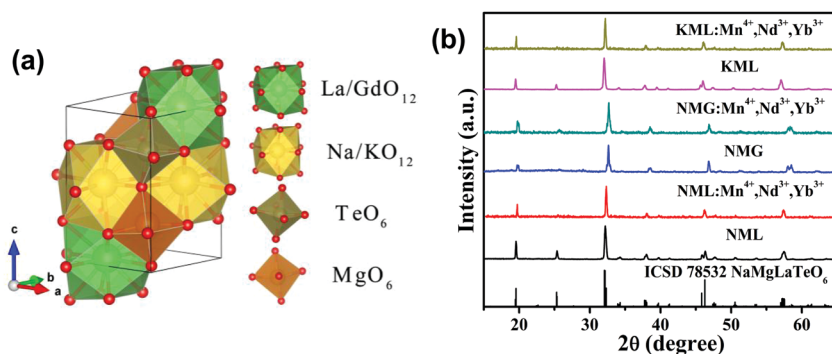 (a)
La/GdO₁₂
Na/KO₁₂
TeO₆
MgO₆
c
b
a
(b)
Intensity (a.u.)
KML:Mn⁴⁺,Nd³⁺,Yb³⁺
KML
NMG:Mn⁴⁺,Nd³⁺,Yb³⁺
NMG
NML:Mn⁴⁺,Nd³⁺,Yb³⁺
NML
ICSD 78532 NaMgLaTeO₆
20 30 40 50 60
2θ (degree)